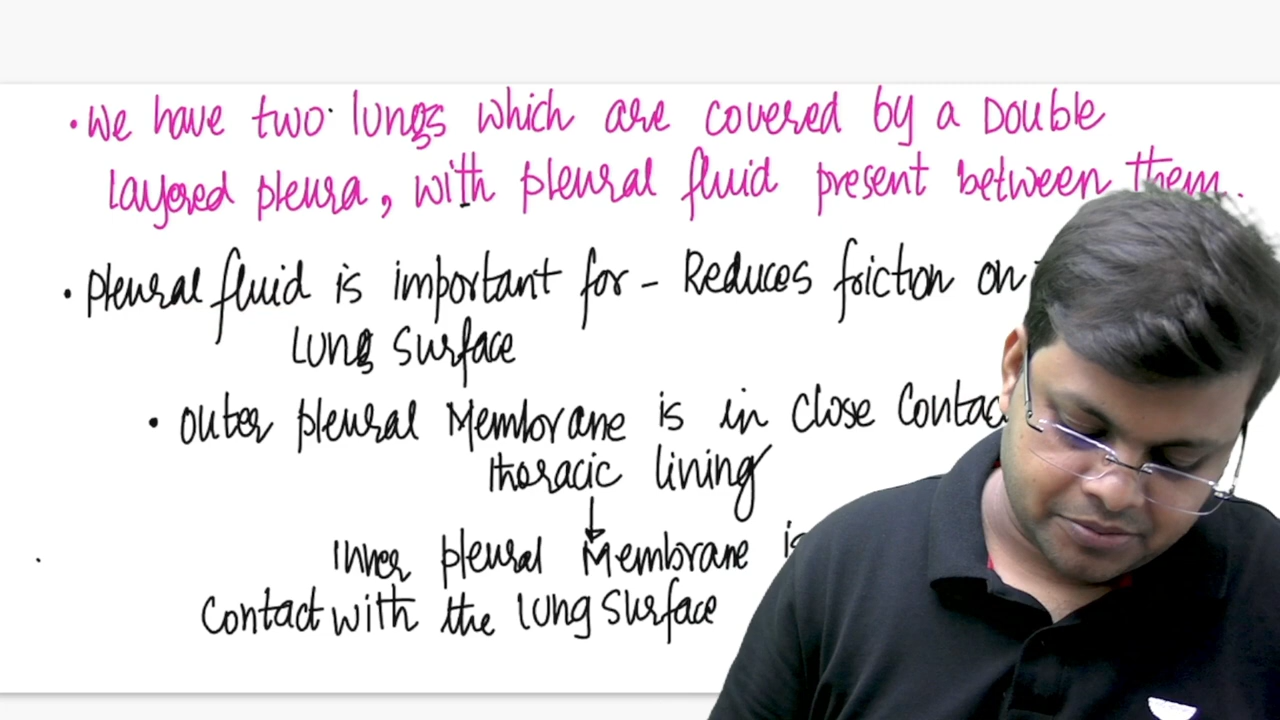 • We have two lungs which are covered by a Double
layered pleura, with pleural fluid present between them.
• Pleural fluid is important for - Reduces friction on
Lung surface
• Outer pleural Membrane is in close
thoracic lining
Inner pleural Membrane is
Contact with the lung surface